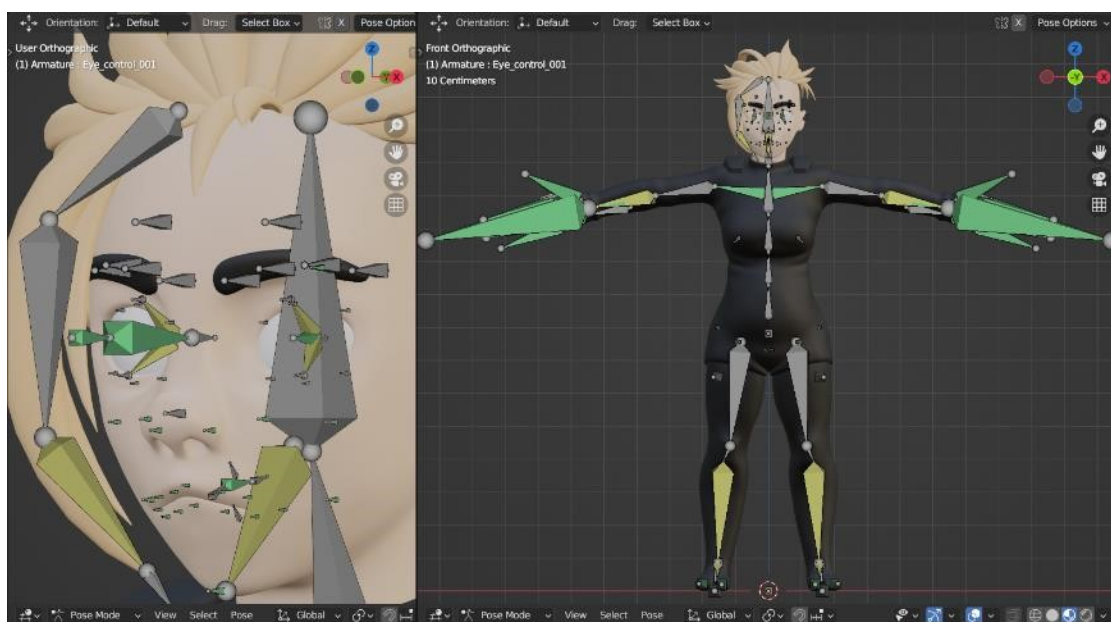 Orientation: Default Drag: Select Box X Pose Option
User Orthographic
(1) Armature : Eye_control_001
Z
Y X
Pose Mode View Select Pose Global
Orientation: Default Drag: Select Box X Pose Options
Front Orthographic
(1) Armature : Eye_control_001
10 Centimeters
Z
-Y X
Pose Mode View Select Pose Global